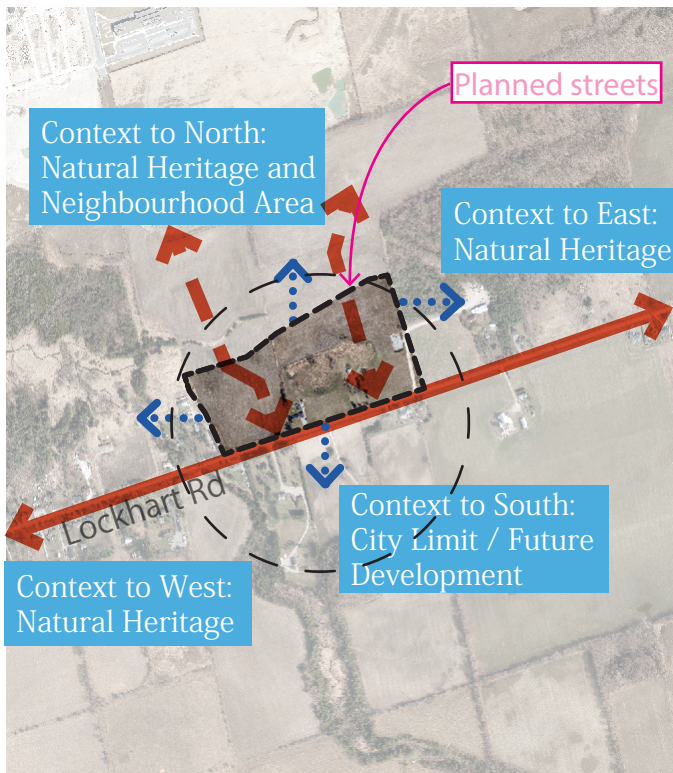 Planned streets
Context to North:
Natural Heritage and
Neighbourhood Area
Context to East:
Natural Heritage
Lockhart Rd
Context to South:
City Limit / Future
Development
Context to West:
Natural Heritage